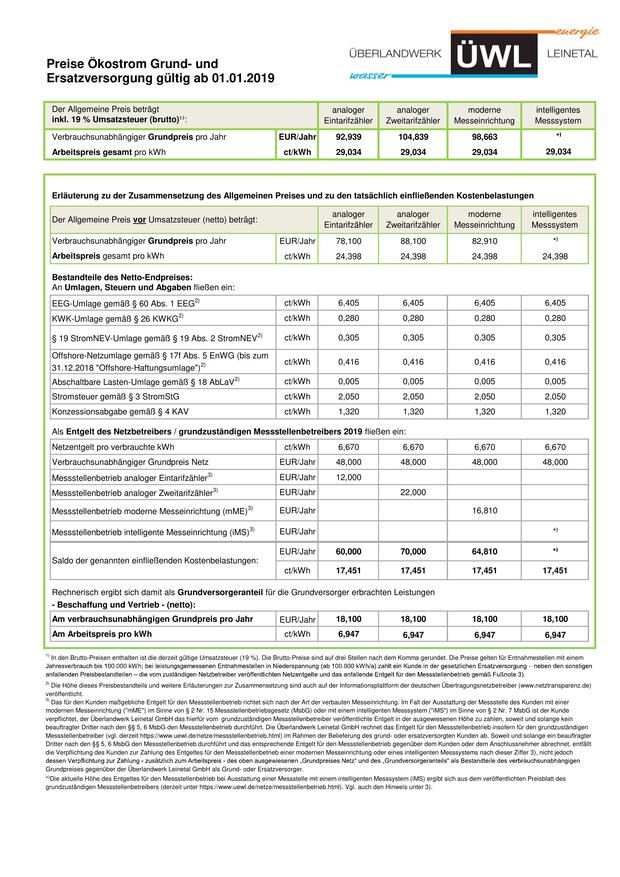 energie
ÜBERLANDWERK ÜWL LEINETAL
wasser
Preise Ökostrom Grund- und
Ersatzversorgung gültig ab 01.01.2019
Der Allgemeine Preis beträgt
inkl. 19 % Umsatzsteuer (brutto)¹⁾: analoger Eintarifzähler analoger Zweitarifzähler moderne Messeinrichtung intelligentes Messsystem
Verbrauchsunabhängiger Grundpreis pro Jahr EUR/Jahr 92,939 104,839 98,663 *⁾
Arbeitspreis gesamt pro kWh ct/kWh 29,034 29,034 29,034 29,034
Erläuterung zu der Zusammensetzung des Allgemeinen Preises und zu den tatsächlich einfließenden Kostenbelastungen
Der Allgemeine Preis vor Umsatzsteuer (netto) beträgt: analoger Eintarifzähler analoger Zweitarifzähler moderne Messeinrichtung intelligentes Messsystem
Verbrauchsunabhängiger Grundpreis pro Jahr EUR/Jahr 78,100 88,100 82,910 *⁾
Arbeitspreis gesamt pro kWh ct/kWh 24,398 24,398 24,398 24,398
Bestandteile des Netto-Endpreises:
An Umlagen, Steuern und Abgaben fließen ein:
EEG-Umlage gemäß § 60 Abs. 1 EEG²⁾ ct/kWh 6,405 6,405 6,405 6,405
KWK-Umlage gemäß § 26 KWKG²⁾ ct/kWh 0,280 0,280 0,280 0,280
§ 19 StromNEV-Umlage gemäß § 19 Abs. 2 StromNEV²⁾ ct/kWh 0,305 0,305 0,305 0,305
Offshore-Netzumlage gemäß § 17f Abs. 5 EnWG (bis zum
31.12.2018 "Offshore-Haftungsumlage")²⁾ ct/kWh 0,416 0,416 0,416 0,416
Abschaltbare Lasten-Umlage gemäß § 18 AbLaV²⁾ ct/kWh 0,005 0,005 0,005 0,005
Stromsteuer gemäß § 3 StromStG ct/kWh 2,050 2,050 2,050 2,050
Konzessionsabgabe gemäß § 4 KAV ct/kWh 1,320 1,320 1,320 1,320
Als Entgelt des Netzbetreibers / grundzuständigen Messstellenbetreibers 2019 fließen ein:
Netzentgelt pro verbrauchte kWh ct/kWh 6,670 6,670 6,670 6,670
Verbrauchsunabhängiger Grundpreis Netz EUR/Jahr 48,000 48,000 48,000 48,000
Messstellenbetrieb analoger Eintarifzähler³⁾ EUR/Jahr 12,000
Messstellenbetrieb analoger Zweitarifzähler³⁾ EUR/Jahr 22,000
Messstellenbetrieb moderne Messeinrichtung (mME)³⁾ EUR/Jahr 16,810
Messstellenbetrieb intelligente Messeinrichtung (iMS)³⁾ EUR/Jahr *⁾
Saldo der genannten einfließenden Kostenbelastungen: EUR/Jahr 60,000 70,000 64,810 *⁾
ct/kWh 17,451 17,451 17,451 17,451
Rechnerisch ergibt sich damit als Grundversorgeranteil für die Grundversorger erbrachten Leistungen
- Beschaffung und Vertrieb - (netto):
Am verbrauchsunabhängigen Grundpreis pro Jahr EUR/Jahr 18,100 18,100 18,100 18,100
Am Arbeitspreis pro kWh ct/kWh 6,947 6,947 6,947 6,947
¹⁾ In den Brutto-Preisen enthalten ist die derzeit gültige Umsatzsteuer (19 %). Die Brutto-Preise sind auf drei Stellen nach dem Komma gerundet. Die Preise gelten für Entnahmestellen mit einem
Jahresverbrauch bis 100.000 kWh; bei leistungsgemessenen Entnahmestellen in Niederspannung (ab 100.000 kWh/a) zahlt ein Kunde in der gesetzlichen Ersatzversorgung – neben den sonstigen
anfallenden Preisbestandteilen – die vom zuständigen Netzbetreiber veröffentlichten Netzentgelte und das anfallende Entgelt für den Messstellenbetrieb gemäß Fußnote 3).
²⁾ Die Höhe dieses Preisbestandteils und weitere Erläuterungen zur Zusammensetzung sind auch auf der Informationsplattform der deutschen Übertragungsnetzbetreiber (www.netztransparenz.de)
veröffentlicht.
³⁾ Das für den Kunden maßgebliche Entgelt für den Messstellenbetrieb richtet sich nach der Art der verbauten Messeinrichtung. Im Fall der Ausstattung der Messstelle des Kunden mit einer
modernen Messeinrichtung ("mME") im Sinne von § 2 Nr. 15 Messstellenbetriebsgesetz (MsbG) oder mit einem intelligenten Messsystem ("iMS") im Sinne von § 2 Nr. 7 MsbG ist der Kunde
verpflichtet, der Überlandwerk Leinetal GmbH das hierfür vom grundzuständigen Messstellenbetreiber veröffentlichte Entgelt in der ausgewiesenen Höhe zu zahlen, soweit und solange kein
beauftragter Dritter nach den §§ 5, 6 MsbG den Messstellenbetrieb durchführt. Die Überlandwerk Leinetal GmbH rechnet das Entgelt für den Messstellenbetrieb insofern für den grundzuständigen
Messstellenbetreiber (vgl. derzeit https://www.uewl.de/netze/messstellenbetrieb.html) im Rahmen der Belieferung des grund- oder ersatzversorgten Kunden ab. Soweit und solange ein beauftragter
Dritter nach den §§ 5, 6 MsbG den Messstellenbetrieb durchführt und das entsprechende Entgelt für den Messstellenbetrieb gegenüber dem Kunden oder dem Anschlussnehmer abrechnet, entfällt
die Verpflichtung des Kunden zur Zahlung des Entgeltes für den Messstellenbetrieb einer modernen Messeinrichtung oder eines intelligenten Messsystems nach dieser Ziffer 3), nicht jedoch
dessen Verpflichtung zur Zahlung - zusätzlich zum Arbeitspreis - des oben ausgewiesenen „Grundpreises Netz“ und des „Grundversorgeranteils“ als Bestandteile des verbrauchsunabhängigen
Grundpreises gegenüber der Überlandwerk Leinetal GmbH als Grund- oder Ersatzversorger.
*⁾Die aktuelle Höhe des Entgeltes für den Messstellenbetrieb bei Ausstattung einer Messstelle mit einem intelligenten Messsystem (iMS) ergibt sich aus dem veröffentlichten Preisblatt des
grundzuständigen Messstellenbetreibers (derzeit unter https://www.uewl.de/netze/messstellenbetrieb.html). Vgl. auch den Hinweis unter 3).